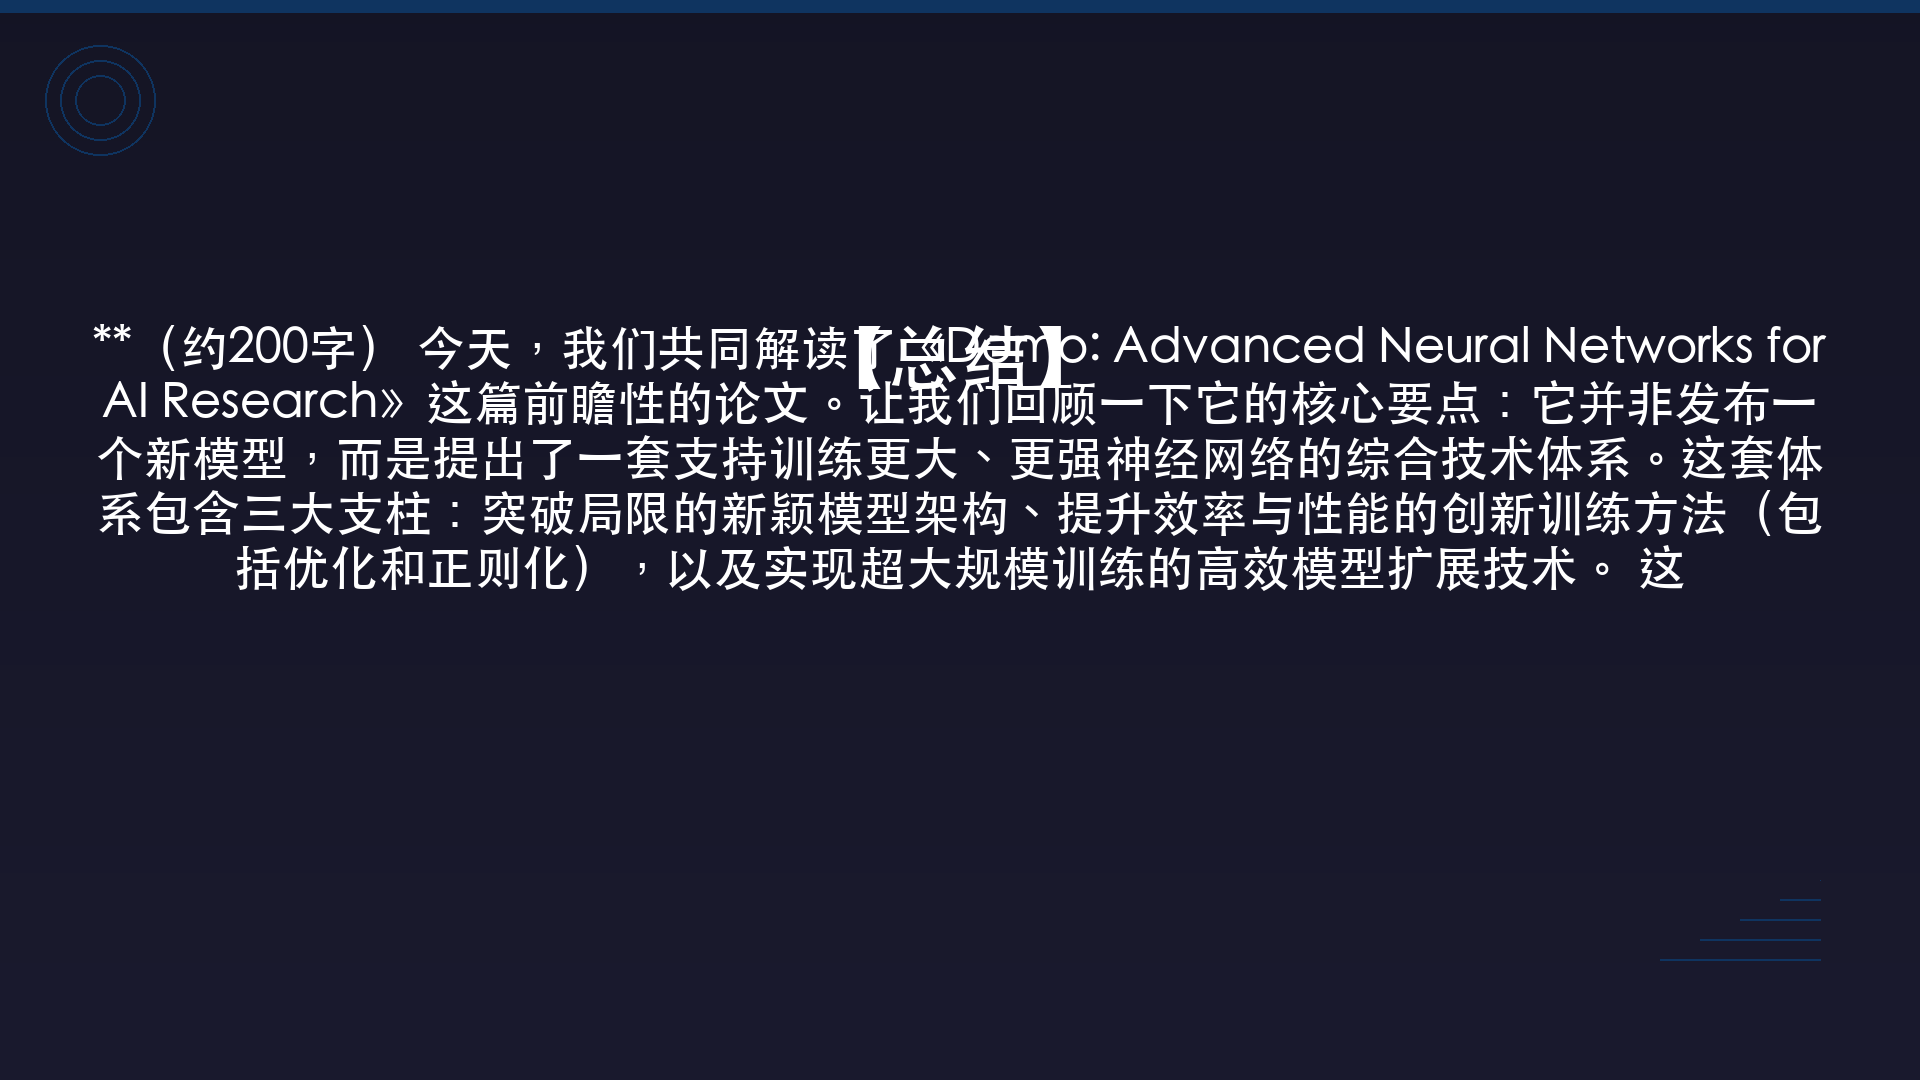 【总结】
**（约200字） 今天，我们共同解读了《Demo: Advanced Neural Networks for
AI Research》这篇前瞻性的论文。让我们回顾一下它的核心要点：它并非发布一
个新模型，而是提出了一套支持训练更大、更强神经网络的综合技术体系。这套体
系包含三大支柱：突破局限的新颖模型架构、提升效率与性能的创新训练方法（包
括优化和正则化），以及实现超大规模训练的高效模型扩展技术。 这